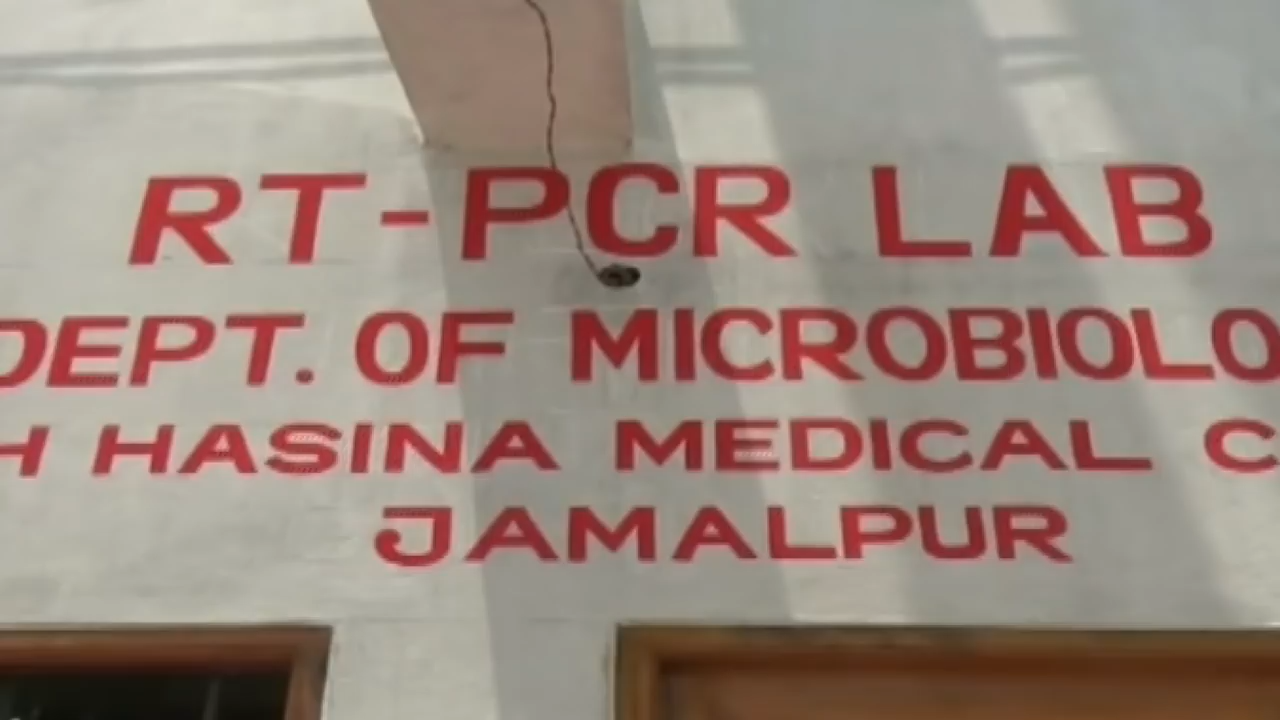 RT-PCR LAB
DEPT. OF MICROBIOLO
H HASINA MEDICAL C
JAMALPUR